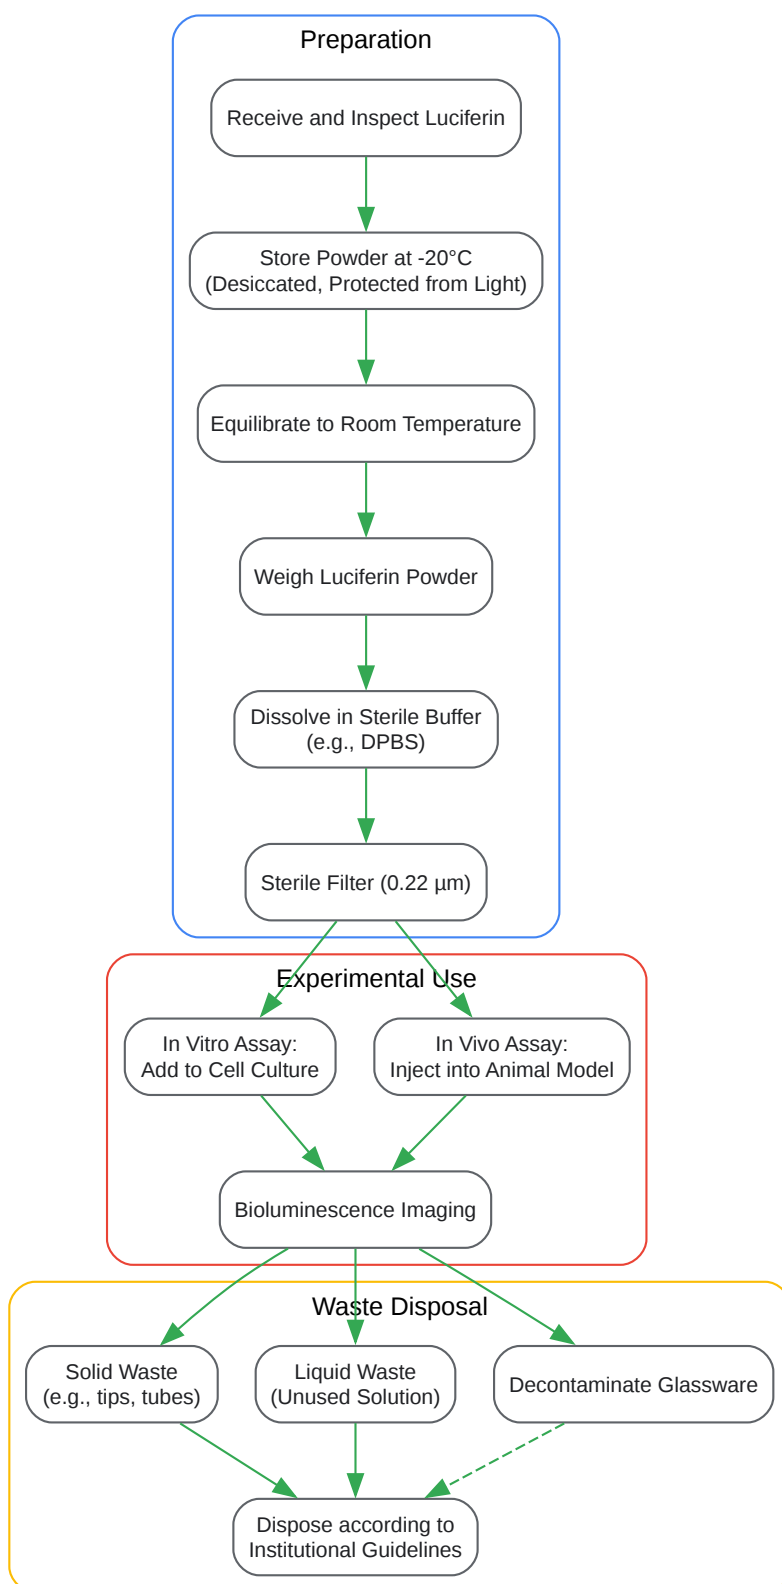 Preparation
Receive and Inspect Luciferin
Store Powder at -20°C
(Desiccated, Protected from Light)
Equilibrate to Room Temperature
Weigh Luciferin Powder
Dissolve in Sterile Buffer
(e.g., DPBS)
Sterile Filter (0.22 µm)
Experimental Use
In Vitro Assay:
Add to Cell Culture
In Vivo Assay:
Inject into Animal Model
Bioluminescence Imaging
Waste Disposal
Solid Waste
(e.g., tips, tubes)
Liquid Waste
(Unused Solution)
Decontaminate Glassware
Dispose according to
Institutional Guidelines